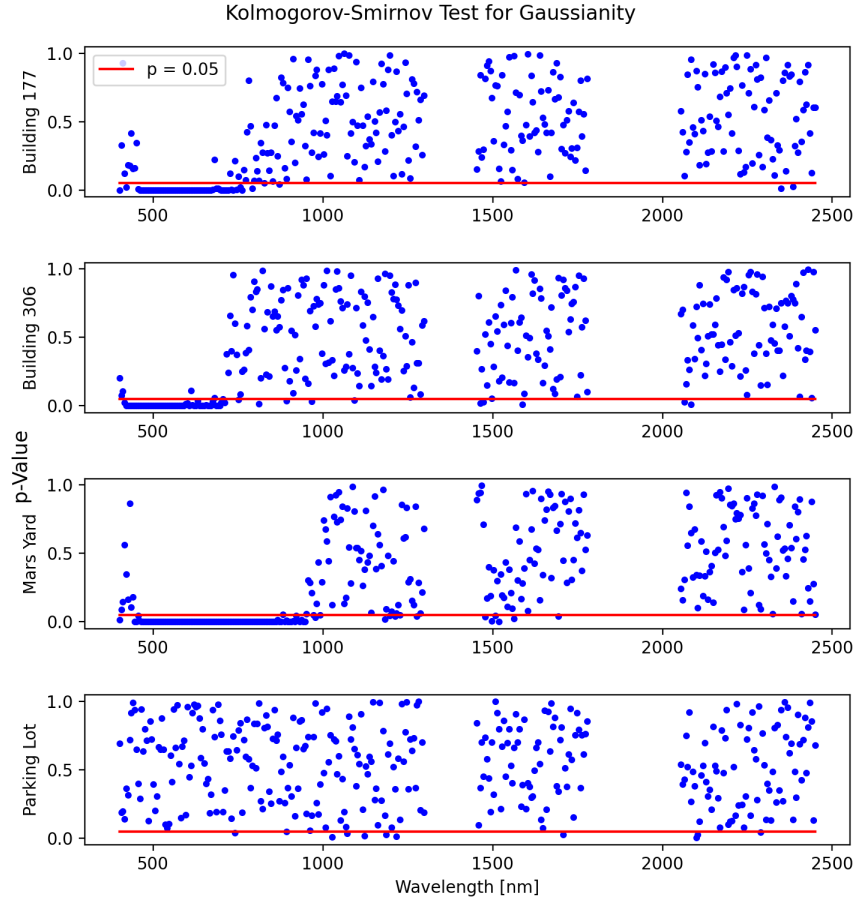 Kolmogorov-Smirnov Test for Gaussianity
1.0
0.5
0.0
Building 177
p = 0.05
500 1000 1500 2000 2500
1.0
0.5
0.0
Building 306
500 1000 1500 2000 2500
p-Value
1.0
0.5
0.0
Mars Yard
500 1000 1500 2000 2500
1.0
0.5
0.0
Parking Lot
500 1000 1500 2000 2500
Wavelength [nm]